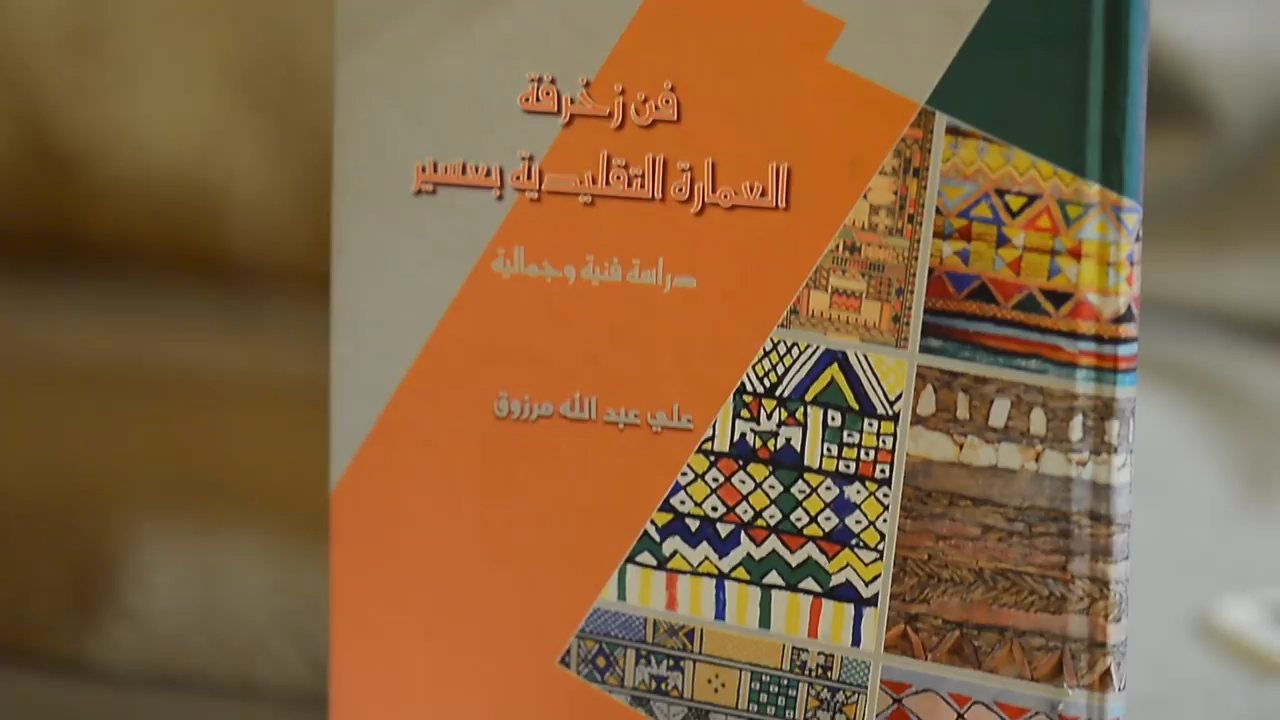 فن زخرفة
العمارة التقليدية بعسير
دراسة فنية وجمالية
علي عبد الله مرزوق